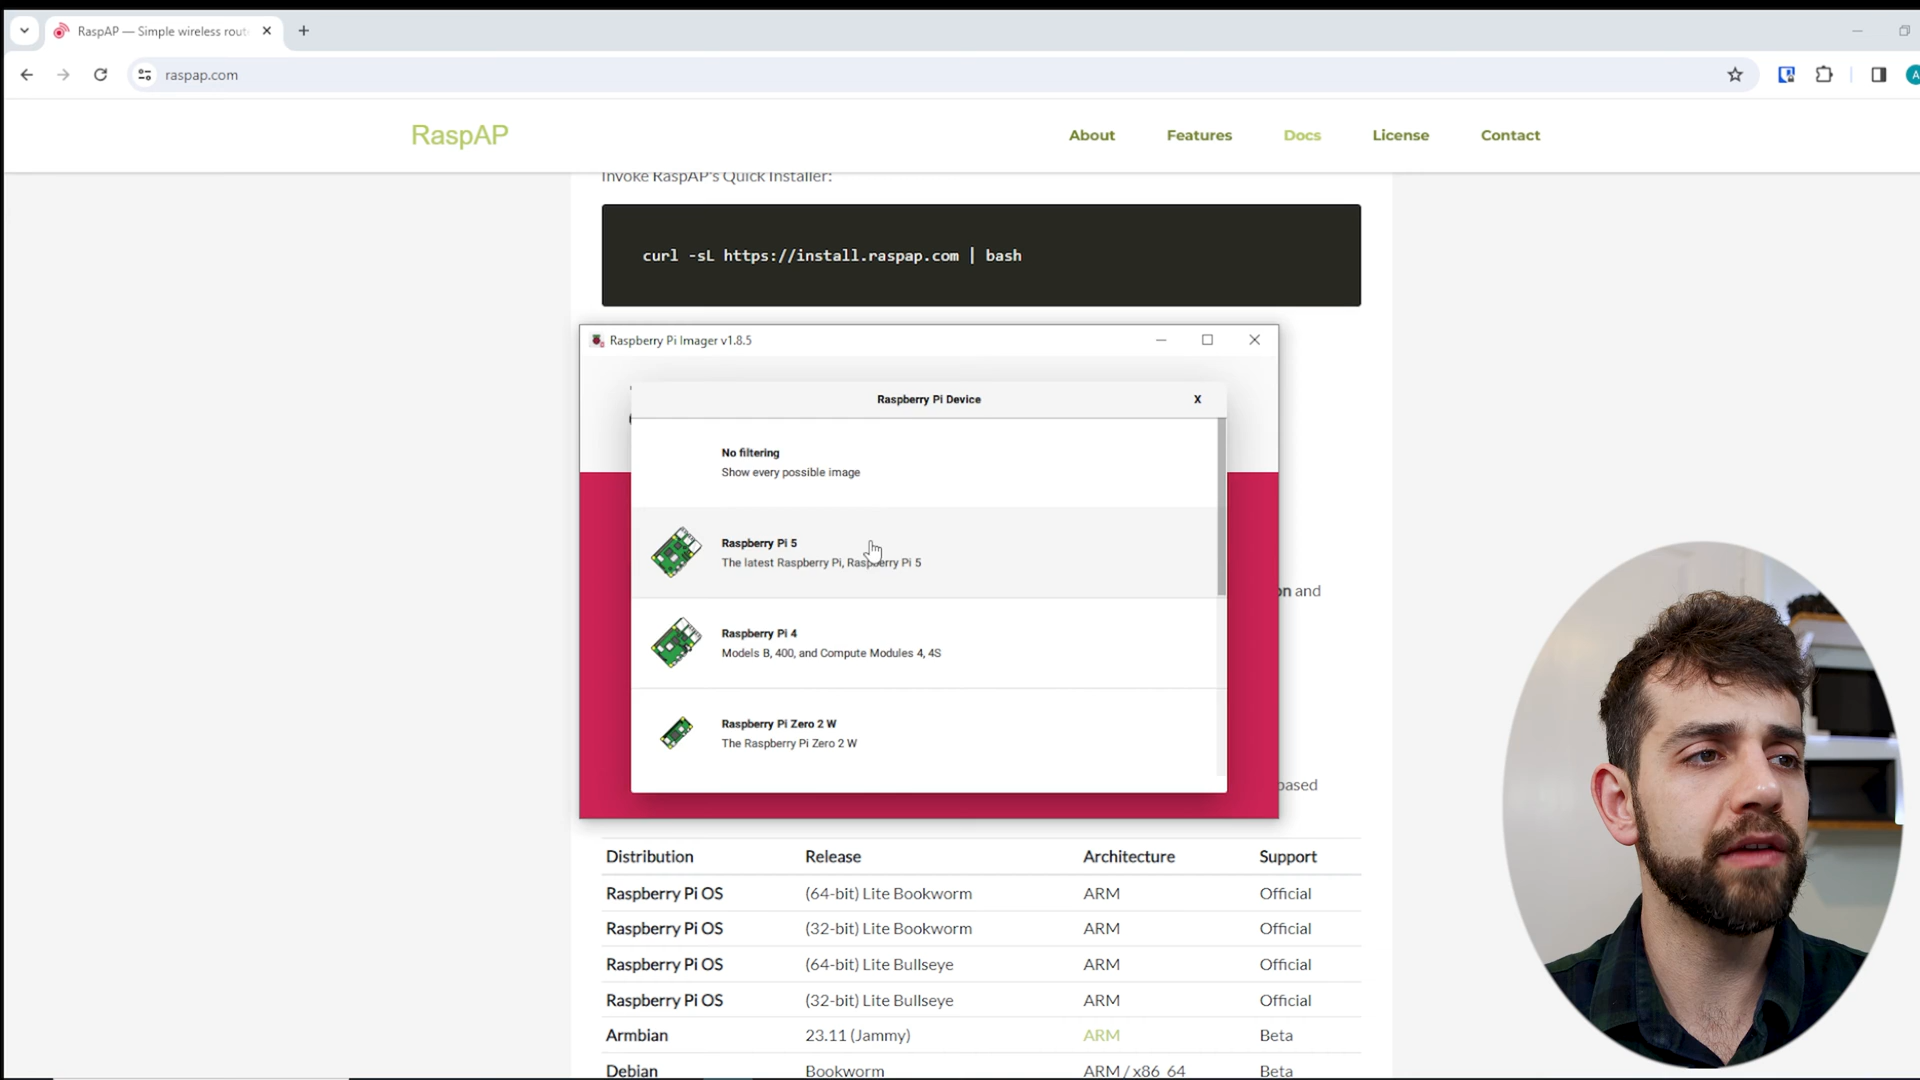 RaspAP — Simple wireless rout
raspap.com
RaspAP
About
Features
Docs
License
Contact
Invoke RaspAP's Quick Installer:
curl -sL https://install.raspap.com | bash
Raspberry Pi Imager v1.8.5
Raspberry Pi Device
X
No filtering
Show every possible image
Raspberry Pi 5
The latest Raspberry Pi, Raspberry Pi 5
on and
Raspberry Pi 4
Models B, 400, and Compute Modules 4, 4S
Raspberry Pi Zero 2 W
The Raspberry Pi Zero 2 W
based
Distribution Release Architecture Support
Raspberry Pi OS (64-bit) Lite Bookworm ARM Official
Raspberry Pi OS (32-bit) Lite Bookworm ARM Official
Raspberry Pi OS (64-bit) Lite Bullseye ARM Official
Raspberry Pi OS (32-bit) Lite Bullseye ARM Official
Armbian 23.11 (Jammy) ARM Beta
Debian Bookworm ARM / x86_64 Beta